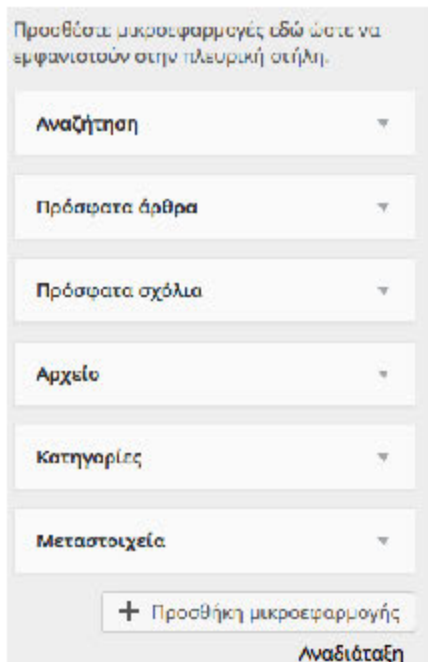 Προσθέστε μικροεφαρμογές εδώ ώστε να
εμφανιστούν στην πλευρική στήλη.
Αναζήτηση
Πρόσφατα άρθρα
Πρόσφατα σχόλια
Αρχείο
Κατηγορίες
Μεταστοιχεία
+ Προσθήκη μικροεφαρμογής
Αναδιάταξη